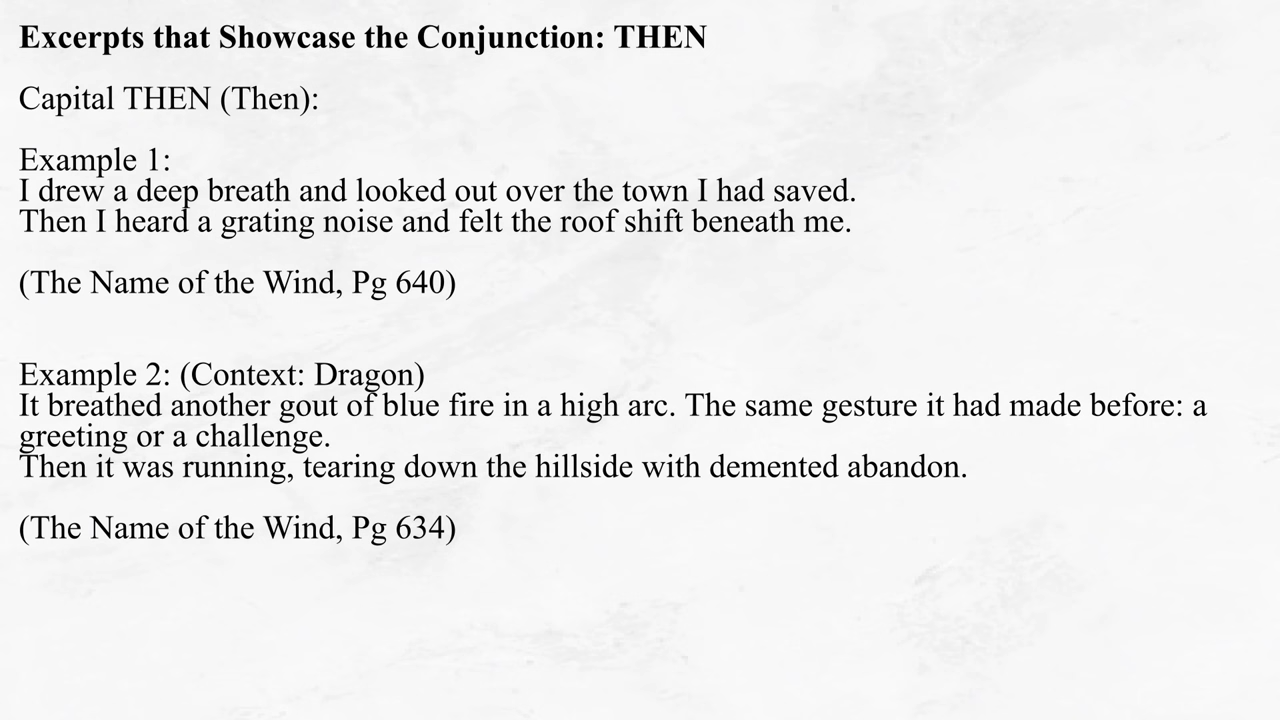 Excerpts that Showcase the Conjunction: THEN
Capital THEN (Then):
Example 1:
I drew a deep breath and looked out over the town I had saved.
Then I heard a grating noise and felt the roof shift beneath me.
(The Name of the Wind, Pg 640)
Example 2: (Context: Dragon)
It breathed another gout of blue fire in a high arc. The same gesture it had made before: a
greeting or a challenge.
Then it was running, tearing down the hillside with demented abandon.
(The Name of the Wind, Pg 634)